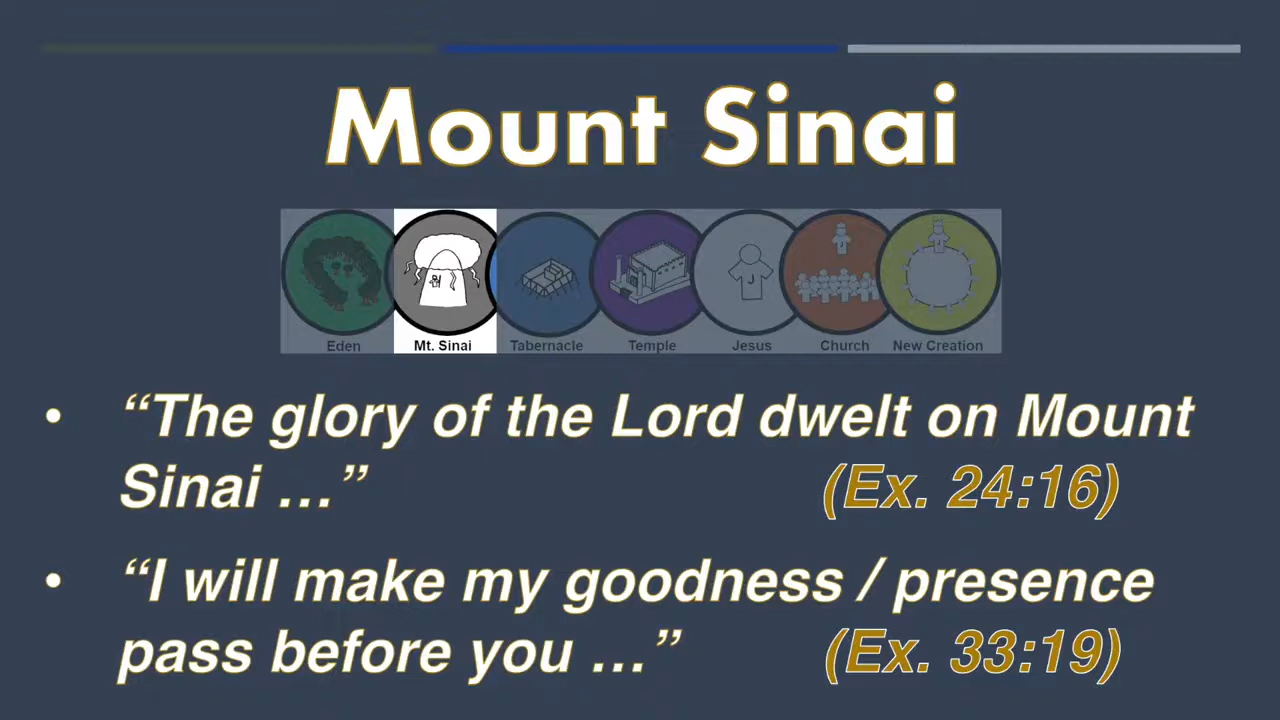 Mount Sinai
Eden Mt. Sinai Tabernacle Temple Jesus Church New Creation
• “The glory of the Lord dwelt on Mount
Sinai …” (Ex. 24:16)
• “I will make my goodness / presence
pass before you …” (Ex. 33:19)